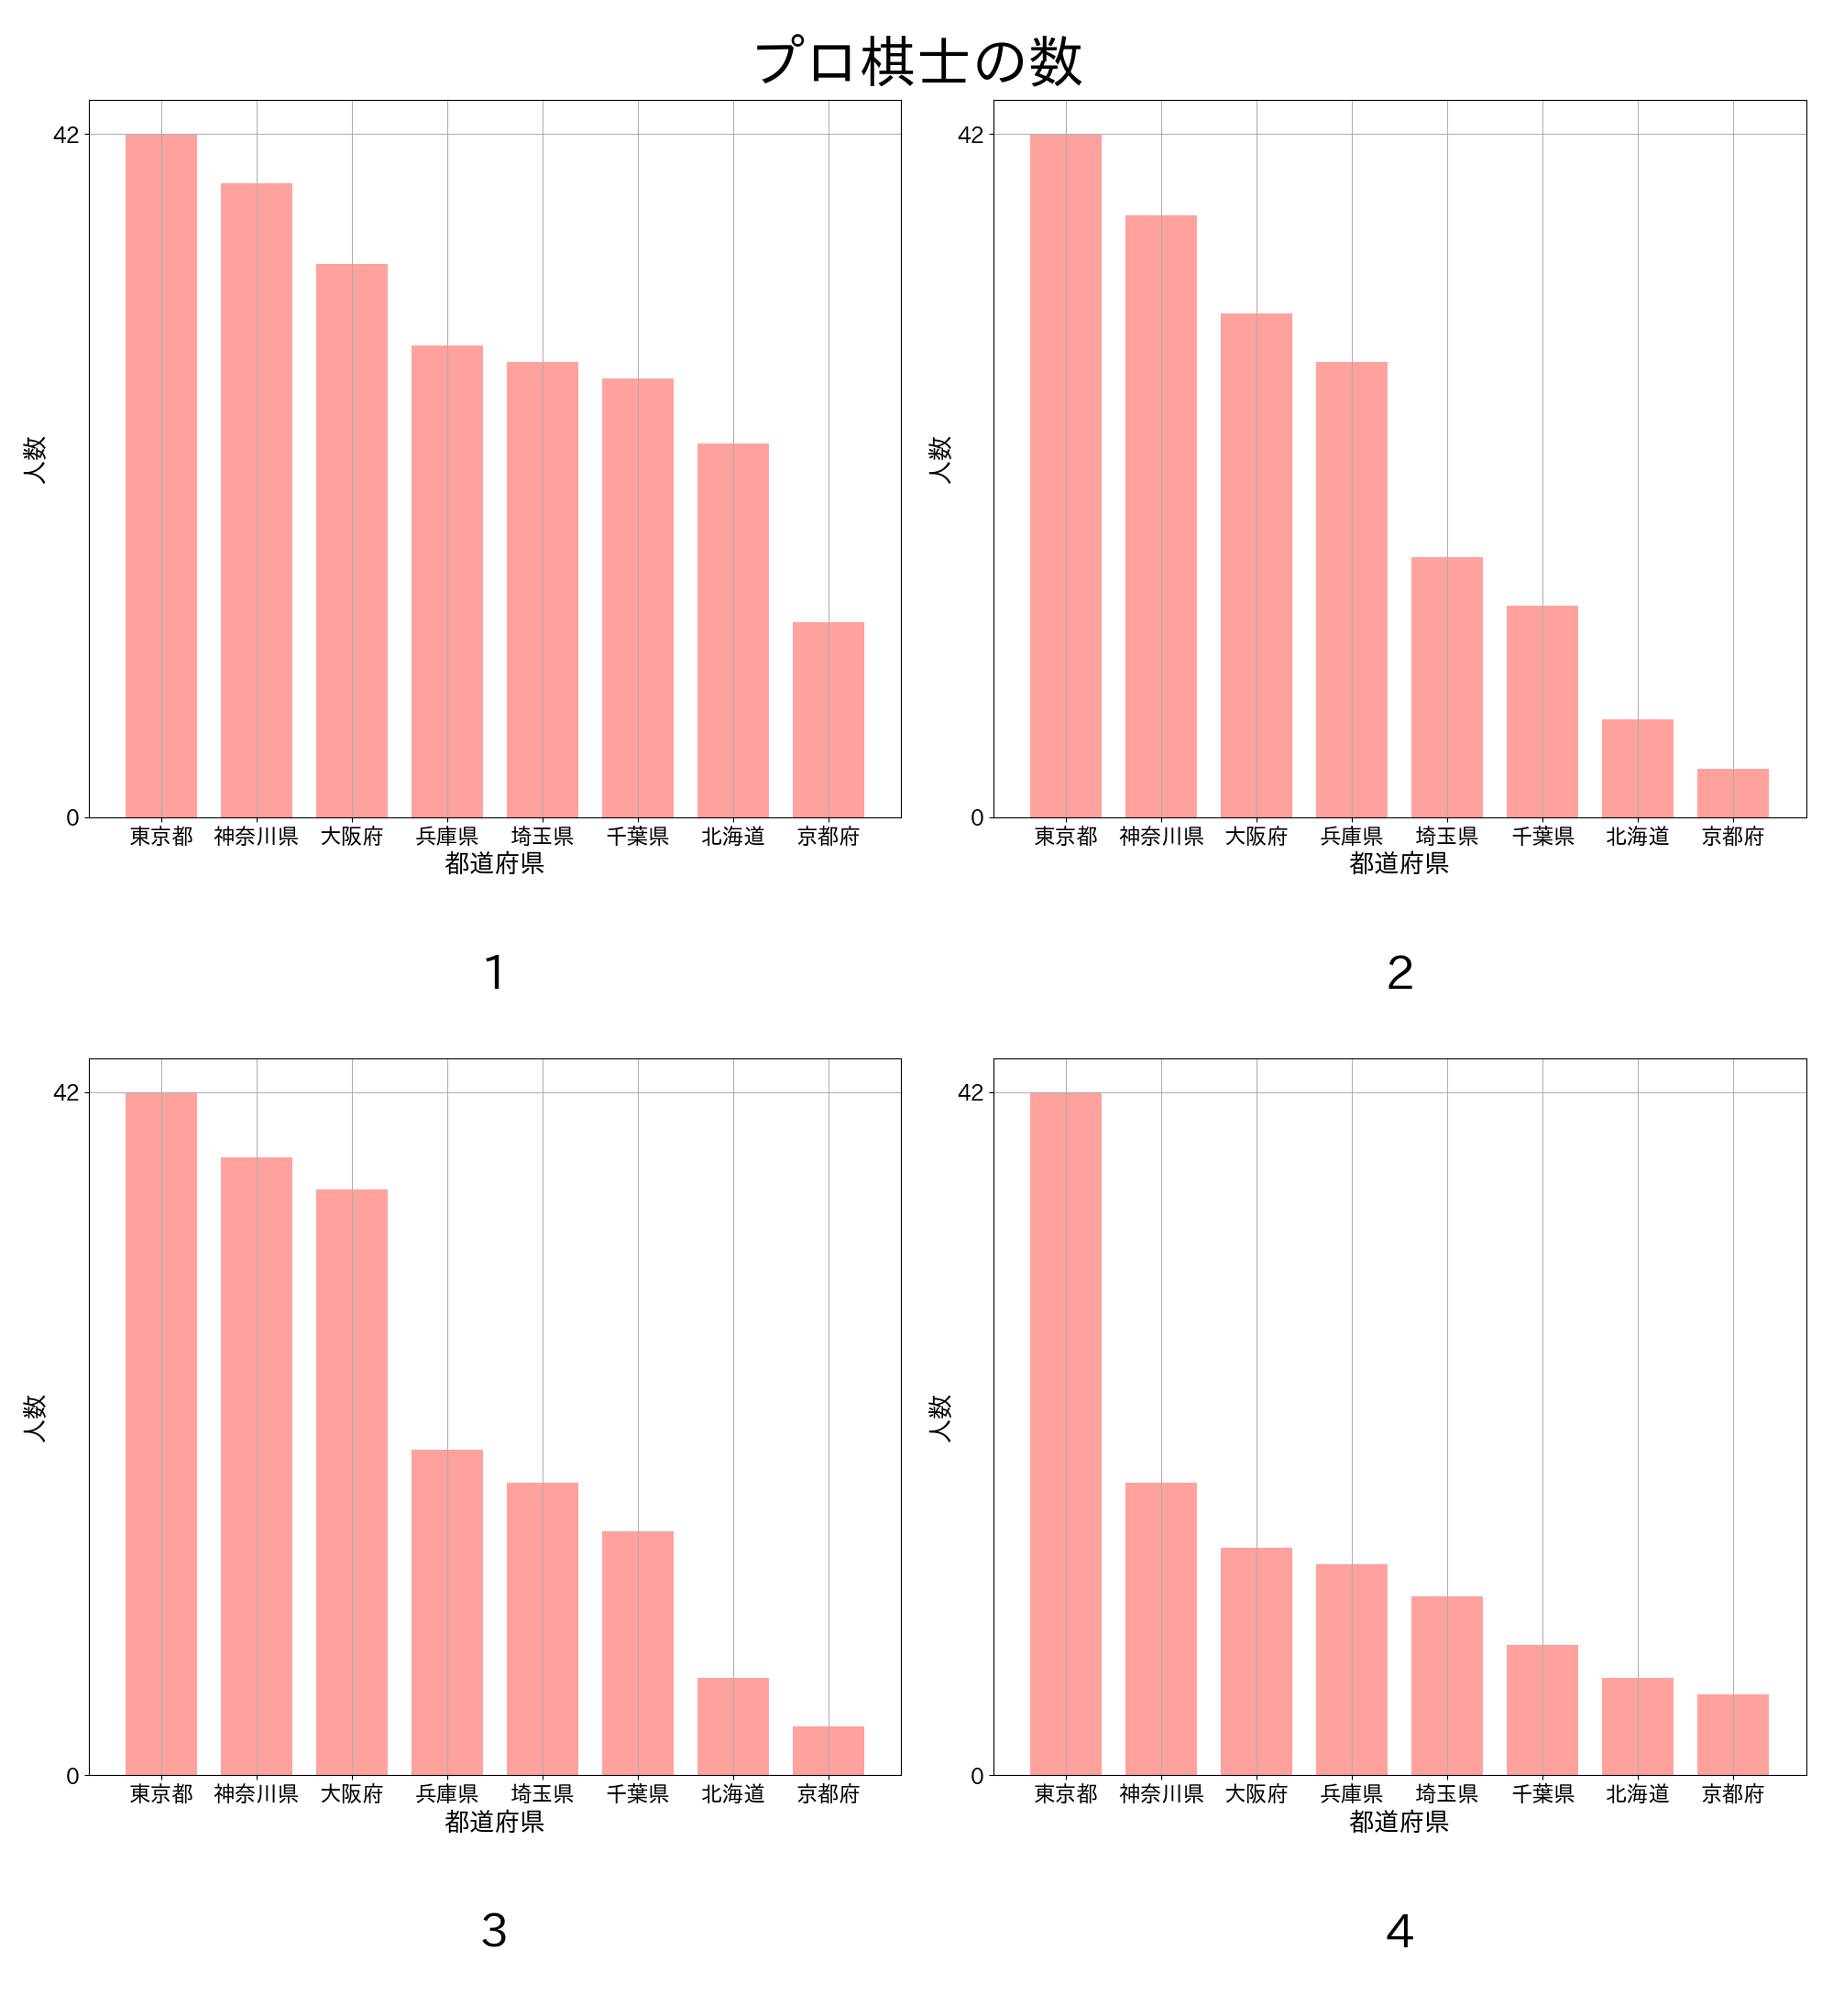 プロ棋士の数
42
0
人数
東京都 神奈川県 大阪府 兵庫県 埼玉県 千葉県 北海道 京都府
都道府県
1
42
0
人数
東京都 神奈川県 大阪府 兵庫県 埼玉県 千葉県 北海道 京都府
都道府県
2
42
0
人数
東京都 神奈川県 大阪府 兵庫県 埼玉県 千葉県 北海道 京都府
都道府県
3
42
0
人数
東京都 神奈川県 大阪府 兵庫県 埼玉県 千葉県 北海道 京都府
都道府県
4